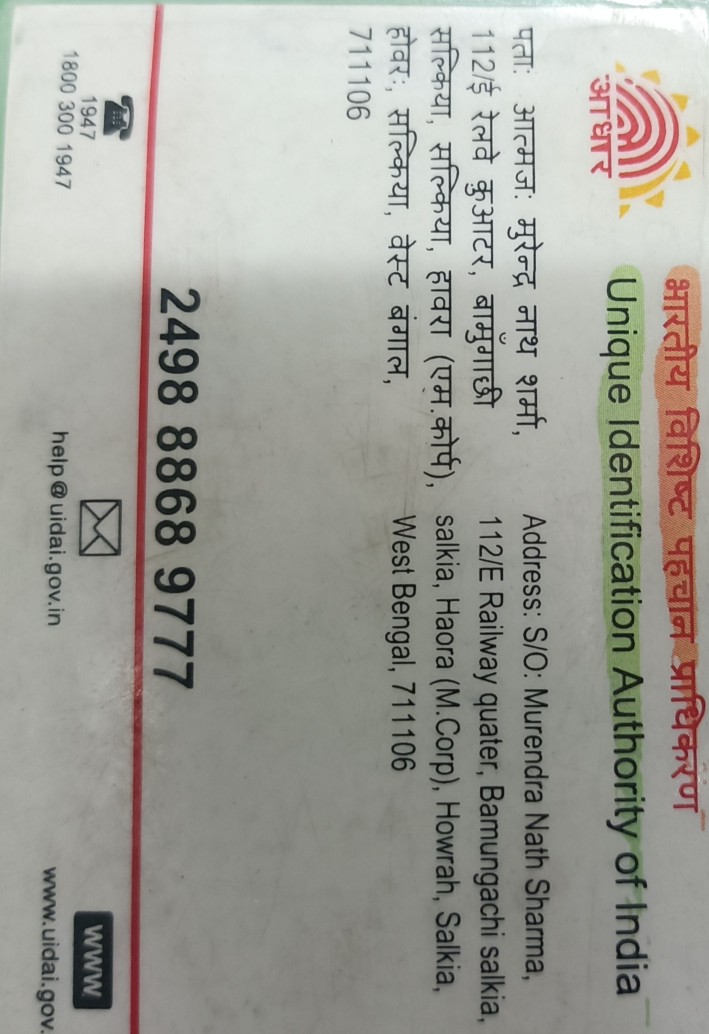 भारतीय विशिष्ट पहचान प्राधिकरण
Unique Identification Authority of India
आधार
पताः आत्मजः मुरेन्द्र नाथ शर्मा,
112/ई रेलवे कुआटर, बामुँगाछी
सल्किया, सल्किया, हावरा (एम.कोर्प),
होवरः, सल्किया, वेस्ट बंगाल,
711106
Address: S/O: Murendra Nath Sharma,
112/E Railway quater, Bamungachi salkia,
salkia, Haora (M.Corp), Howrah, Salkia,
West Bengal, 711106
2498 8868 9777
1947
1800 300 1947
help@uidai.gov.in
www
www.uidai.gov.